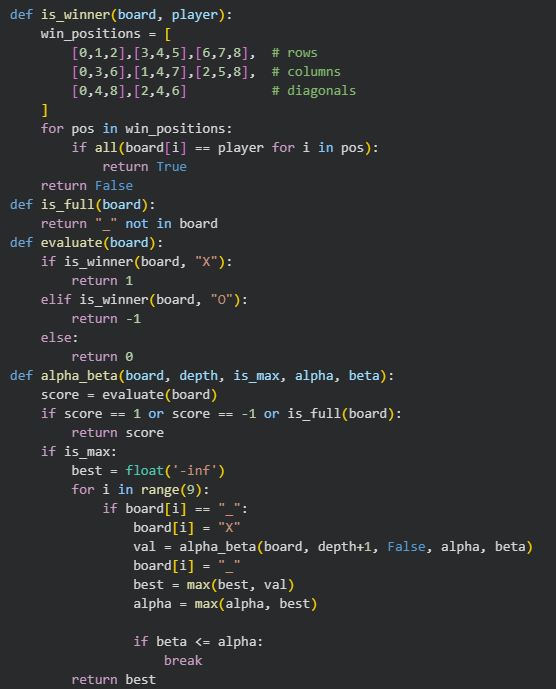 def is_winner(board, player):
    win_positions = [
        [0,1,2],[3,4,5],[6,7,8],  # rows
        [0,3,6],[1,4,7],[2,5,8],  # columns
        [0,4,8],[2,4,6]           # diagonals
    ]
    for pos in win_positions:
        if all(board[i] == player for i in pos):
            return True
    return False
def is_full(board):
    return "_" not in board
def evaluate(board):
    if is_winner(board, "X"):
        return 1
    elif is_winner(board, "O"):
        return -1
    else:
        return 0
def alpha_beta(board, depth, is_max, alpha, beta):
    score = evaluate(board)
    if score == 1 or score == -1 or is_full(board):
        return score
    if is_max:
        best = float('-inf')
        for i in range(9):
            if board[i] == "_":
                board[i] = "X"
                val = alpha_beta(board, depth+1, False, alpha, beta)
                board[i] = "_"
                best = max(best, val)
                alpha = max(alpha, best)

                if beta <= alpha:
                    break
        return best